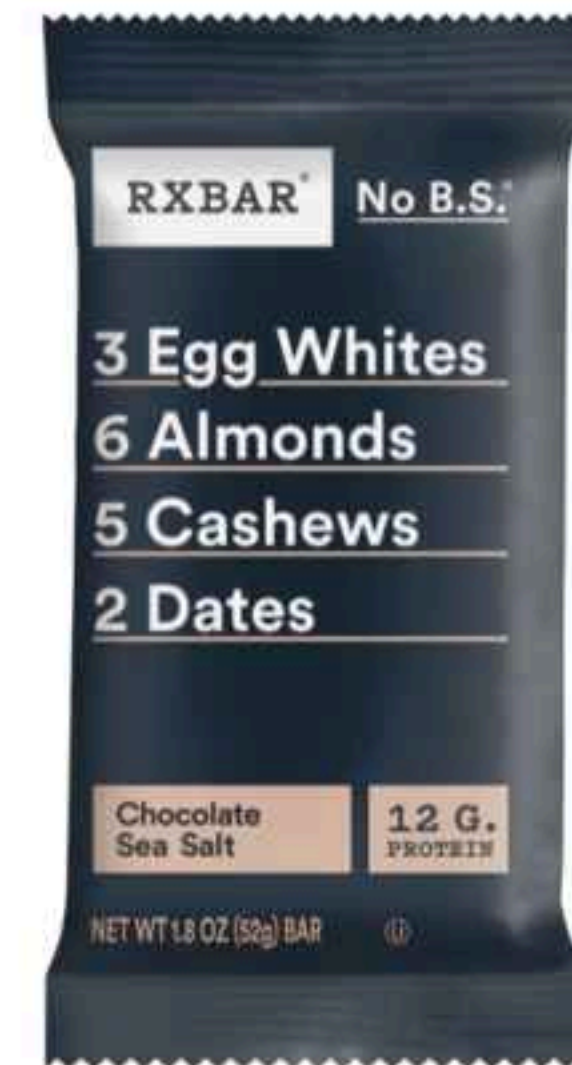 RXBAR® No B.S.®
3 Egg Whites
6 Almonds
5 Cashews
2 Dates
Chocolate
Sea Salt
12 G.
PROTEIN
NET WT 1.8 OZ (52g) BAR